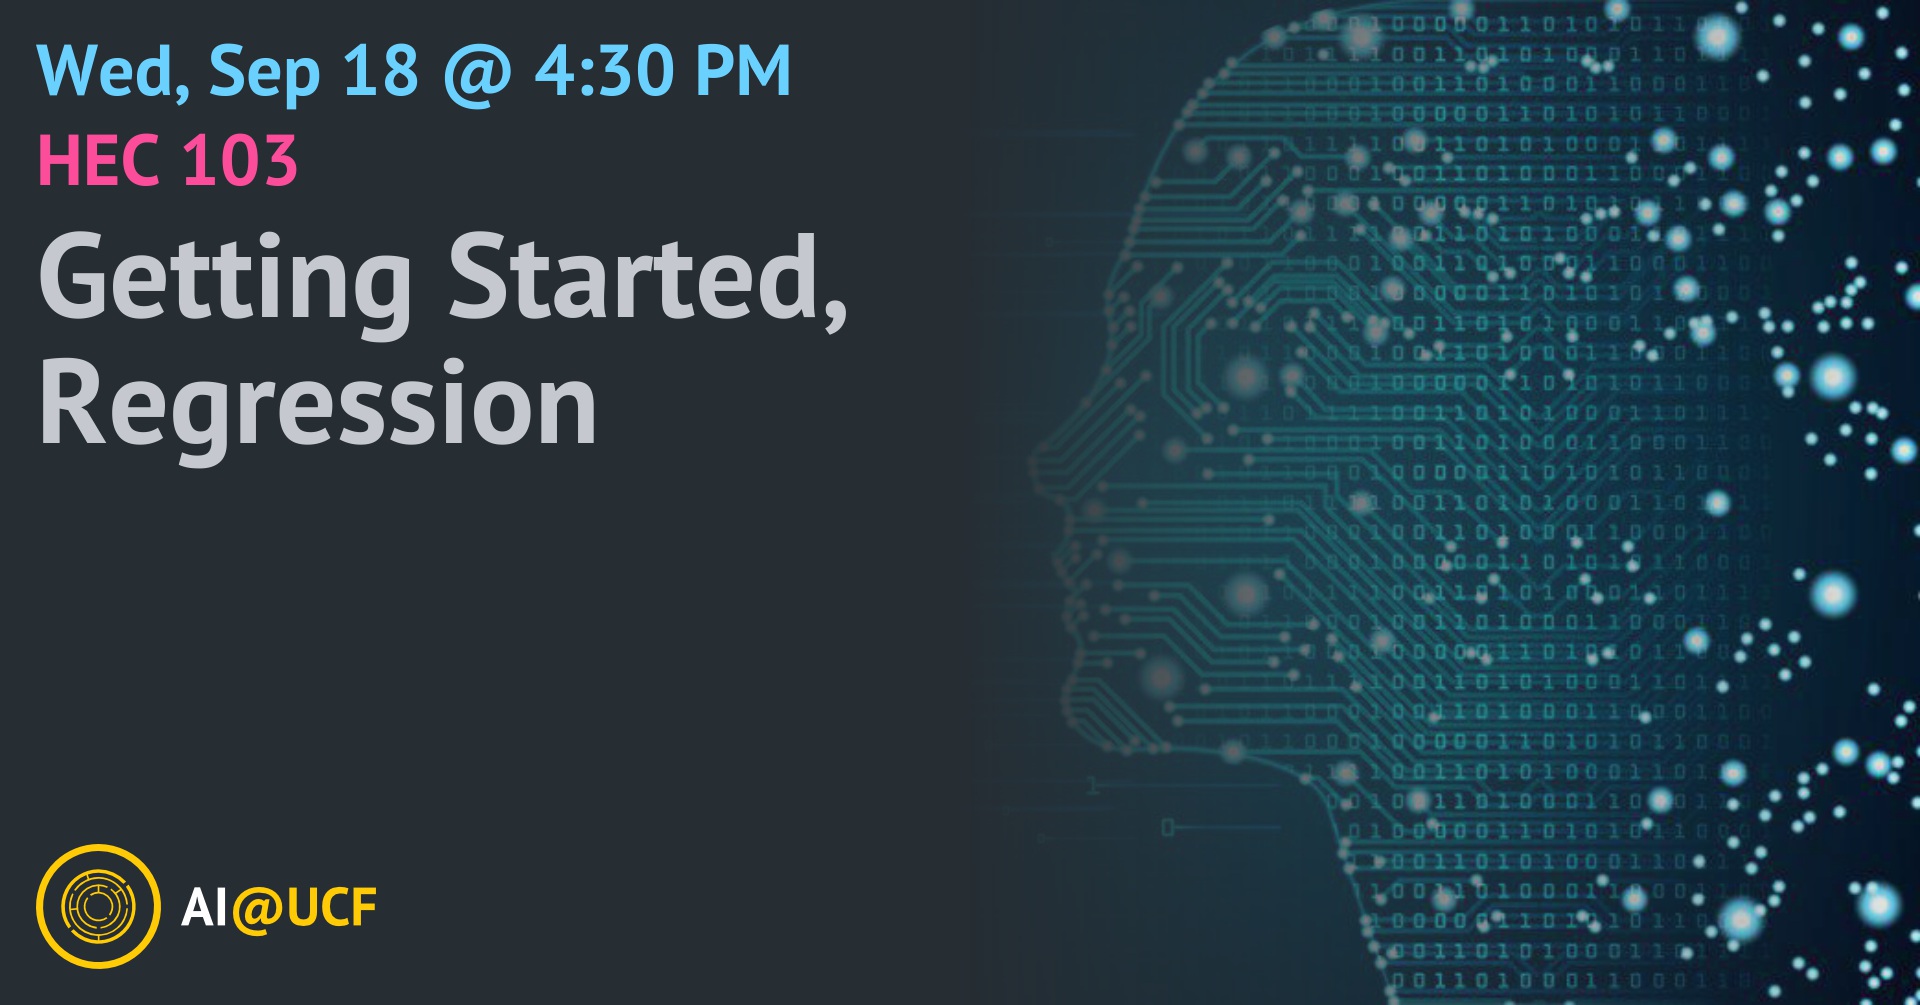 Wed, Sep 18 @ 4:30 PM
HEC 103
Getting Started,
Regression
AI@UCF